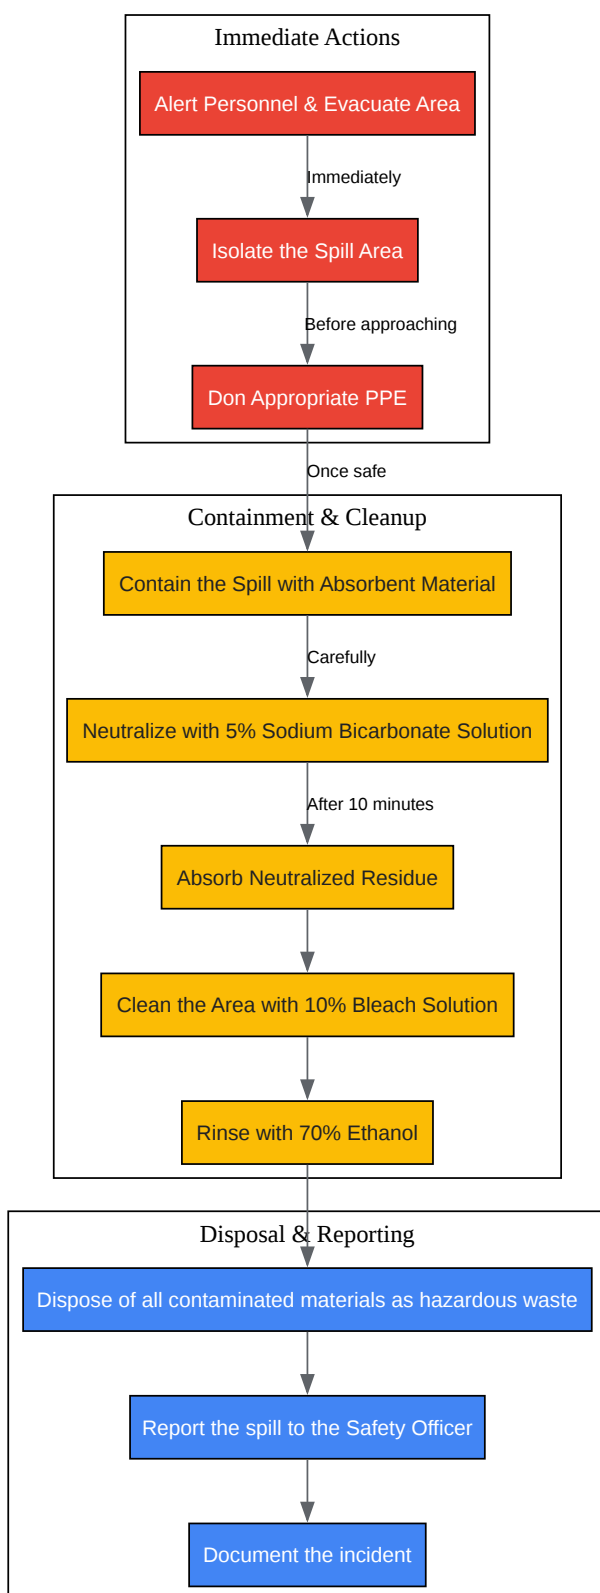 Immediate Actions
Alert Personnel & Evacuate Area
Immediately
Isolate the Spill Area
Before approaching
Don Appropriate PPE
Once safe
Containment & Cleanup
Contain the Spill with Absorbent Material
Carefully
Neutralize with 5% Sodium Bicarbonate Solution
After 10 minutes
Absorb Neutralized Residue
Clean the Area with 10% Bleach Solution
Rinse with 70% Ethanol
Disposal & Reporting
Dispose of all contaminated materials as hazardous waste
Report the spill to the Safety Officer
Document the incident